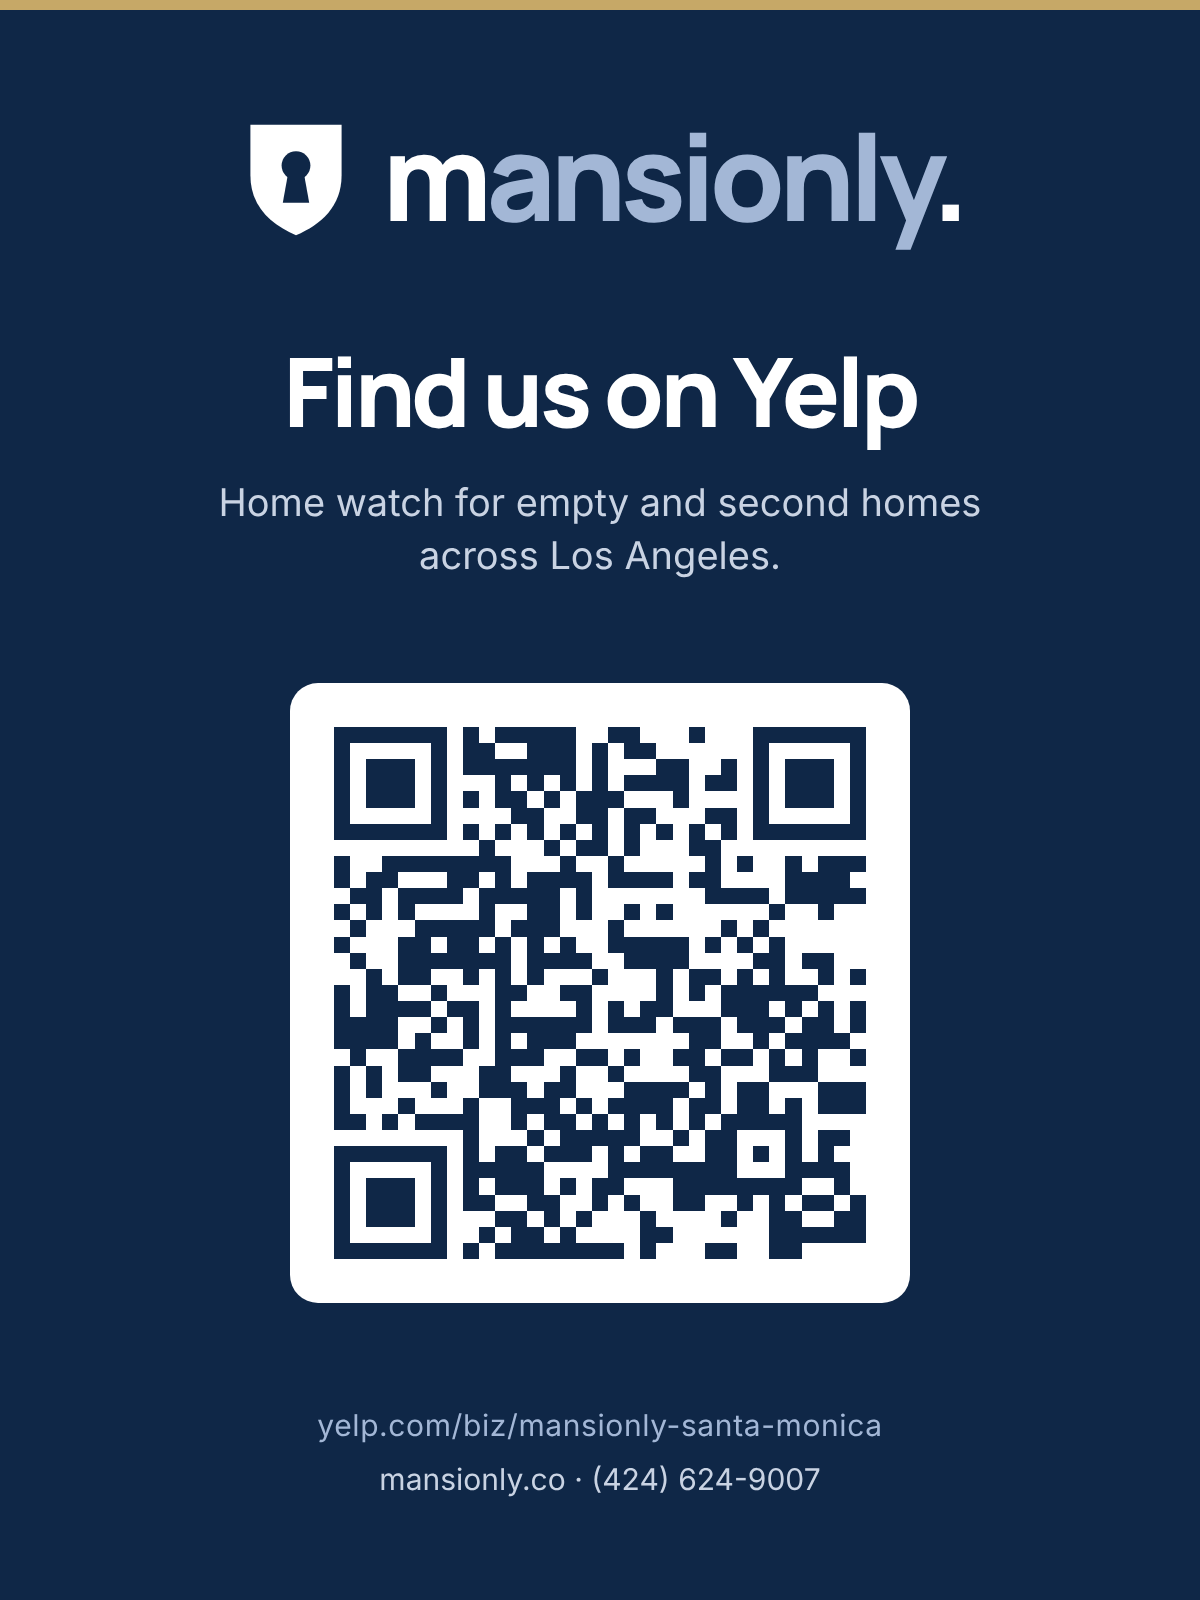 mansionly.
Find us on Yelp
Home watch for empty and second homes
across Los Angeles.
yelp.com/biz/mansionly-santa-monica
mansionly.co · (424) 624-9007